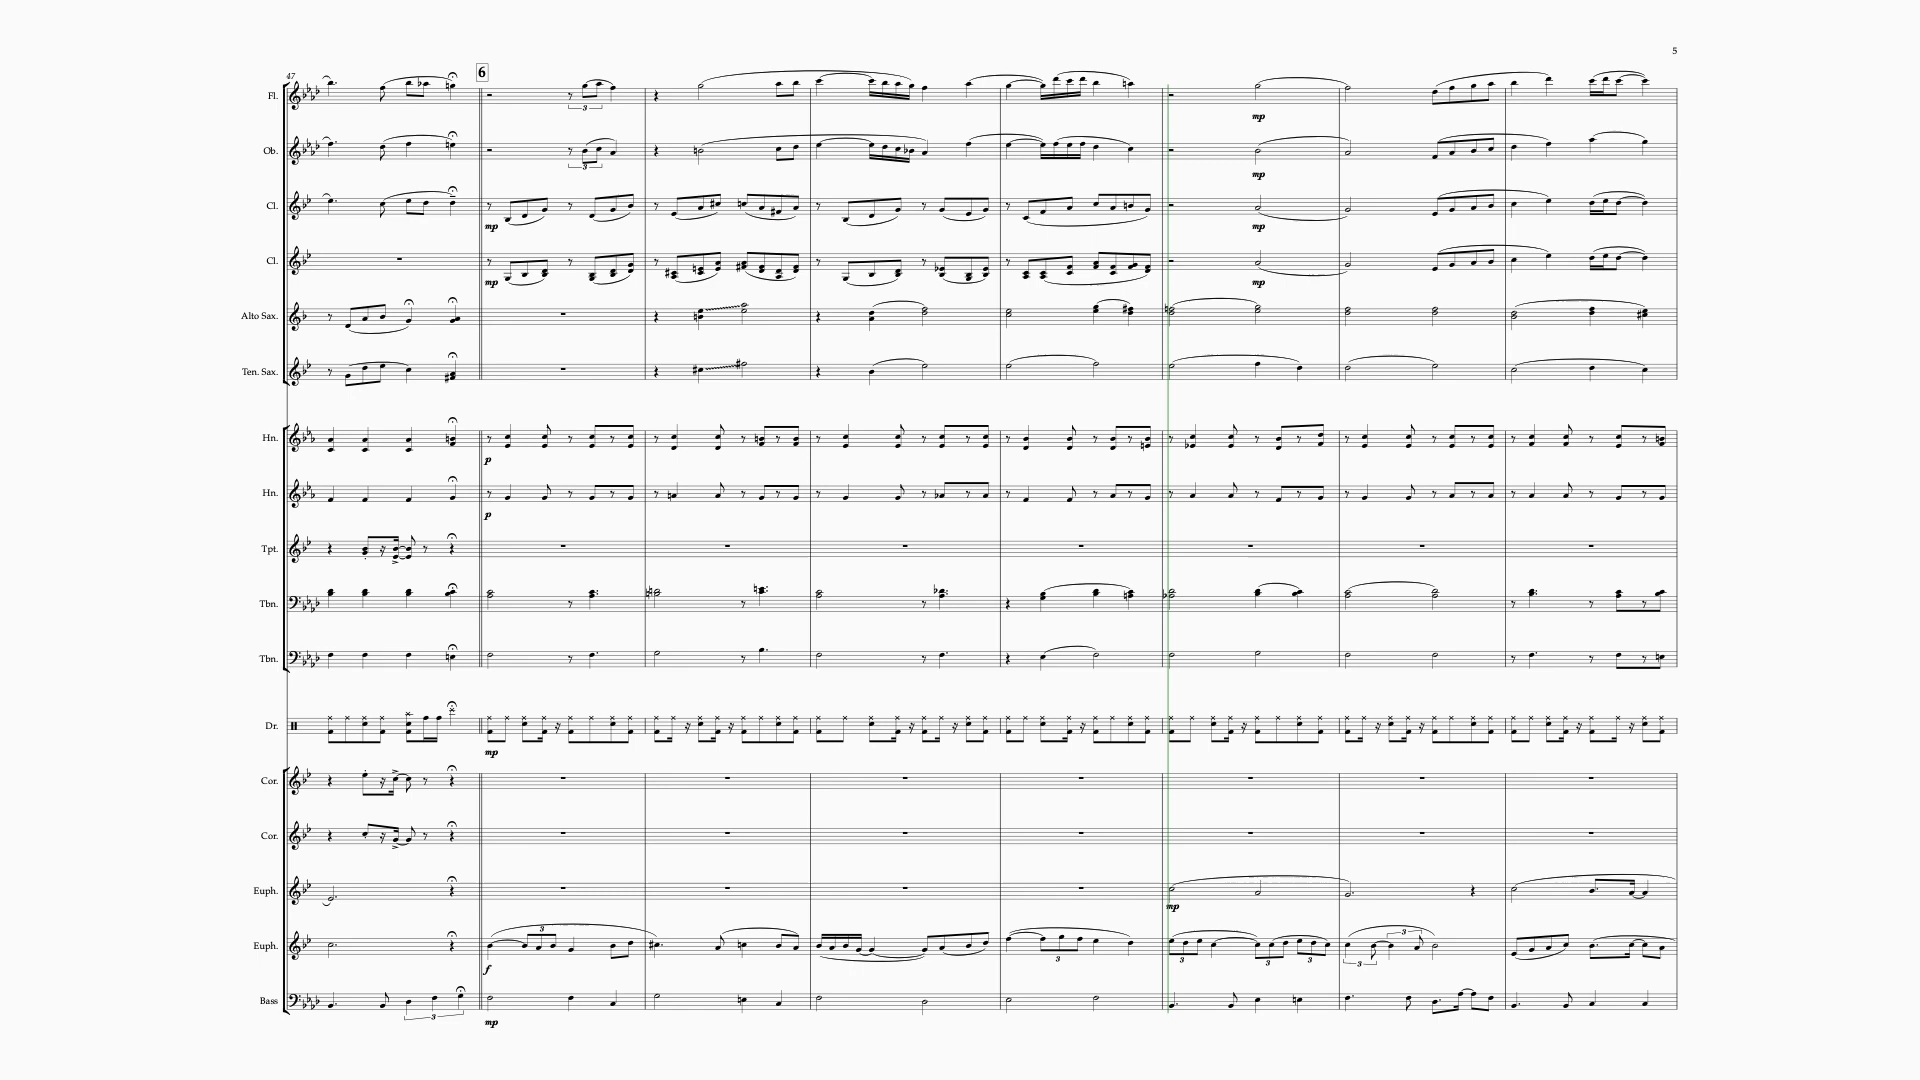 5
47
6
Fl.
3
mp
Ob.
3
mp
Cl.
mp
mp
Cl.
mp
mp
Alto Sax.
Ten. Sax.
Hn.
p
Hn.
p
Tpt.
Tbn.
Tbn.
Dr.
mp
Cor.
Cor.
Euph.
mp
Euph.
3
f
3
3
3
3
3
3
Bass
3
mp